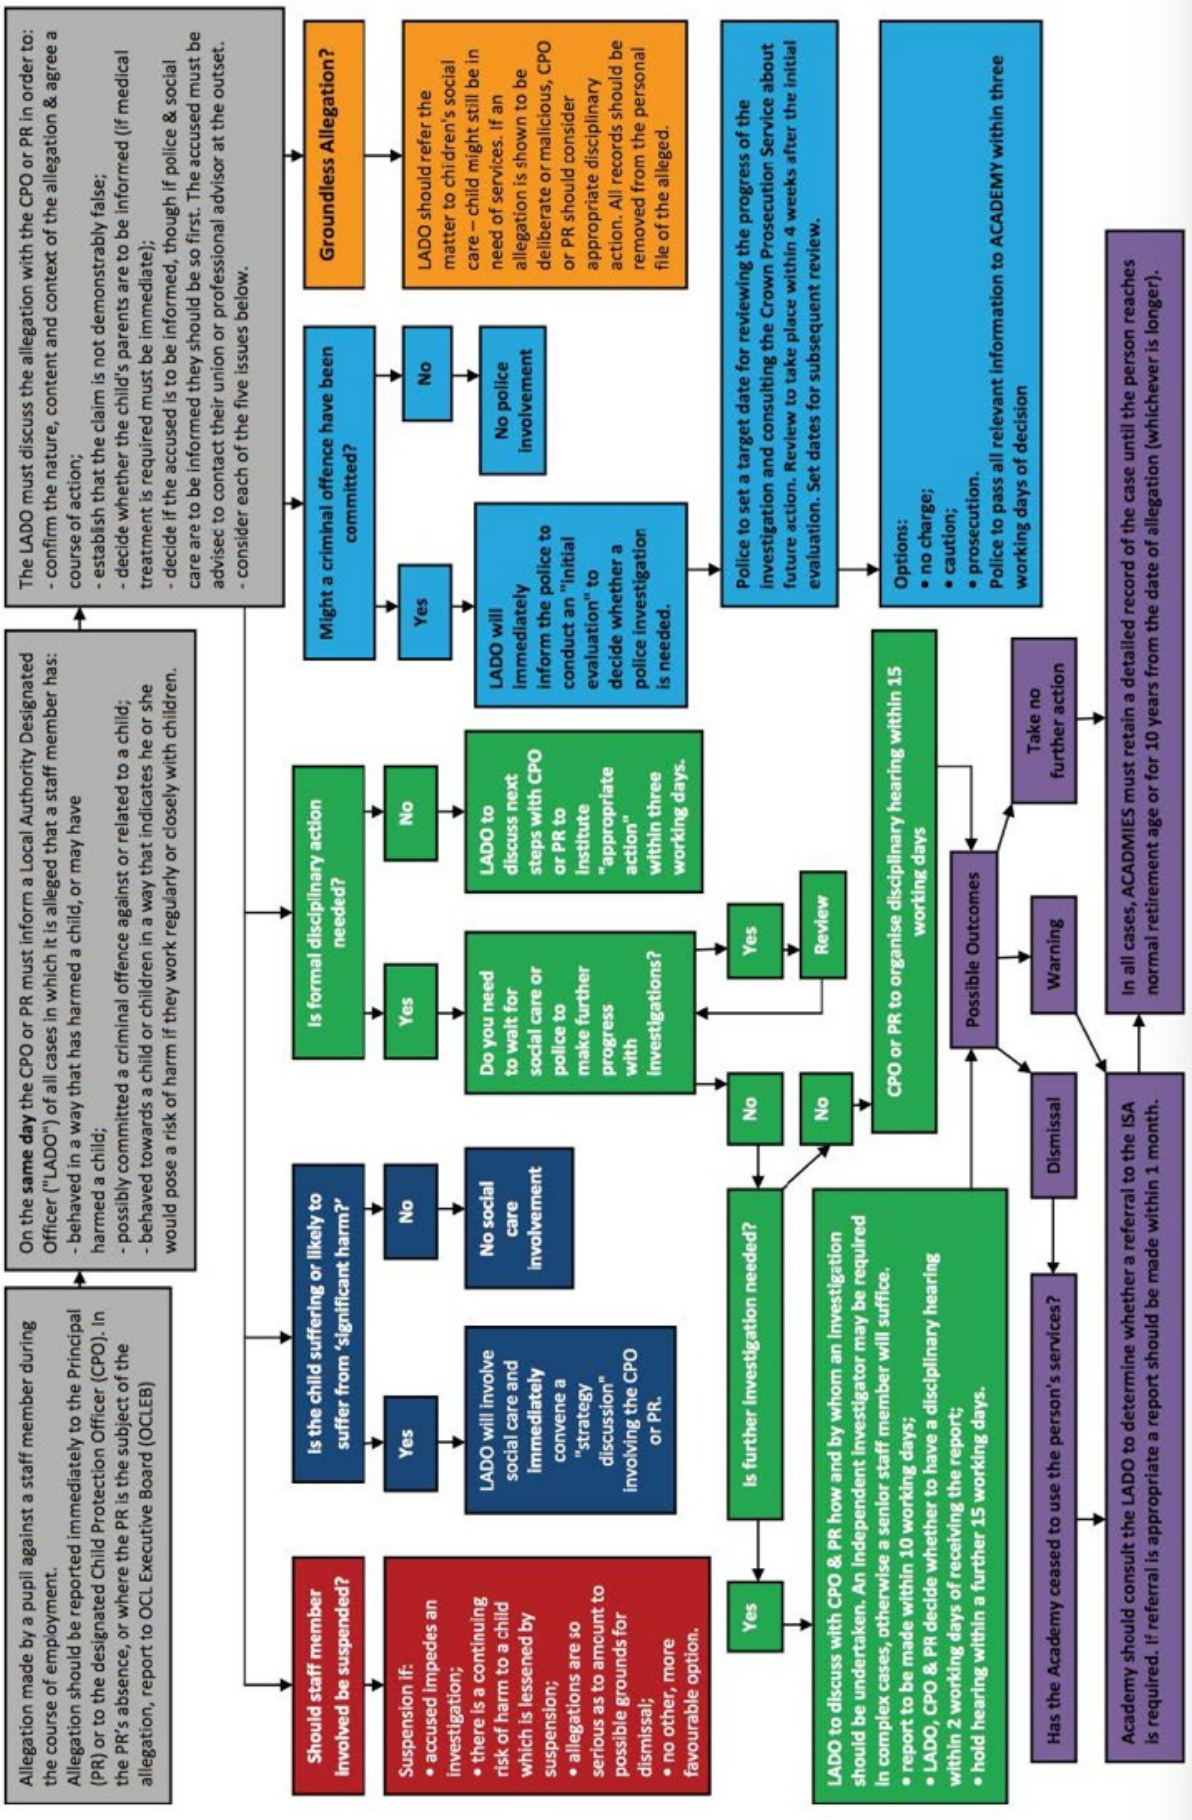 Allegation made by a pupil against a staff member during
the course of employment.
Allegation should be reported immediately to the Principal
(PR) or to the designated Child Protection Officer (CPO). In
the PR's absence, or where the PR is the subject of the
allegation, report to OCL Executive Board (OCLEB)
On the same day the CPO or PR must inform a Local Authority Designated
Officer ("LADO") of all cases in which it is alleged that a staff member has:
- behaved in a way that has harmed a child, or may have
harmed a child;
- possibly committed a criminal offence against or related to a child;
- behaved towards a child or children in a way that indicates he or she
would pose a risk of harm if they work regularly or closely with children.
The LADO must discuss the allegation with the CPO or PR in order to:
- confirm the nature, content and context of the allegation & agree a
course of action;
- establish that the claim is not demonstrably false;
- decide whether the child's parents are to be informed (if medical
treatment is required must be immediate);
- decide if the accused is to be informed, though if police & social
care are to be informed they should be so first. The accused must be
advised to contact their union or professional advisor at the outset.
- consider each of the five issues below.
Should staff member
involved be suspended?
Suspension if:
• accused impedes an
investigation;
• there is a continuing
risk of harm to a child
which is lessened by
suspension;
• allegations are so
serious as to amount to
possible grounds for
dismissal;
• no other, more
favourable option.
Is the child suffering or likely to
suffer from 'significant harm?'
Yes
No
LADO will involve
social care and
immediately
convene a
"strategy
discussion"
involving the CPO
or PR.
No social
care
involvement
Is formal disciplinary action
needed?
Yes
No
Do you need
to wait for
social care or
police to
make further
progress
with
investigations?
LADO to
discuss next
steps with CPO
or PR to
institute
"appropriate
action"
within three
working days.
No
Yes
Review
Is further investigation needed?
Yes
No
LADO to discuss with CPO & PR how and by whom an investigation
should be undertaken. An independent investigator may be required
in complex cases, otherwise a senior staff member will suffice.
• report to be made within 10 working days;
• LADO, CPO & PR decide whether to have a disciplinary hearing
within 2 working days of receiving the report;
• hold hearing within a further 15 working days.
CPO or PR to organise disciplinary hearing within 15
working days
Might a criminal offence have been
committed?
Yes
No
LADO will
immediately
inform the police to
conduct an "initial
evaluation" to
decide whether a
police investigation
is needed.
No police
involvement
Police to set a target date for reviewing the progress of the
investigation and consulting the Crown Prosecution Service about
future action. Review to take place within 4 weeks after the initial
evaluation. Set dates for subsequent review.
Options:
• no charge;
• caution;
• prosecution.
Police to pass all relevant information to ACADEMY within three
working days of decision
Groundless Allegation?
LADO should refer the
matter to children's social
care – child might still be in
need of services. If an
allegation is shown to be
deliberate or malicious, CPO
or PR should consider
appropriate disciplinary
action. All records should be
removed from the personal
file of the alleged.
Possible Outcomes
Dismissal
Warning
Take no
further action
Has the Academy ceased to use the person's services?
Academy should consult the LADO to determine whether a referral to the ISA
is required. If referral is appropriate a report should be made within 1 month.
In all cases, ACADMIES must retain a detailed record of the case until the person reaches
normal retirement age or for 10 years from the date of allegation (whichever is longer).